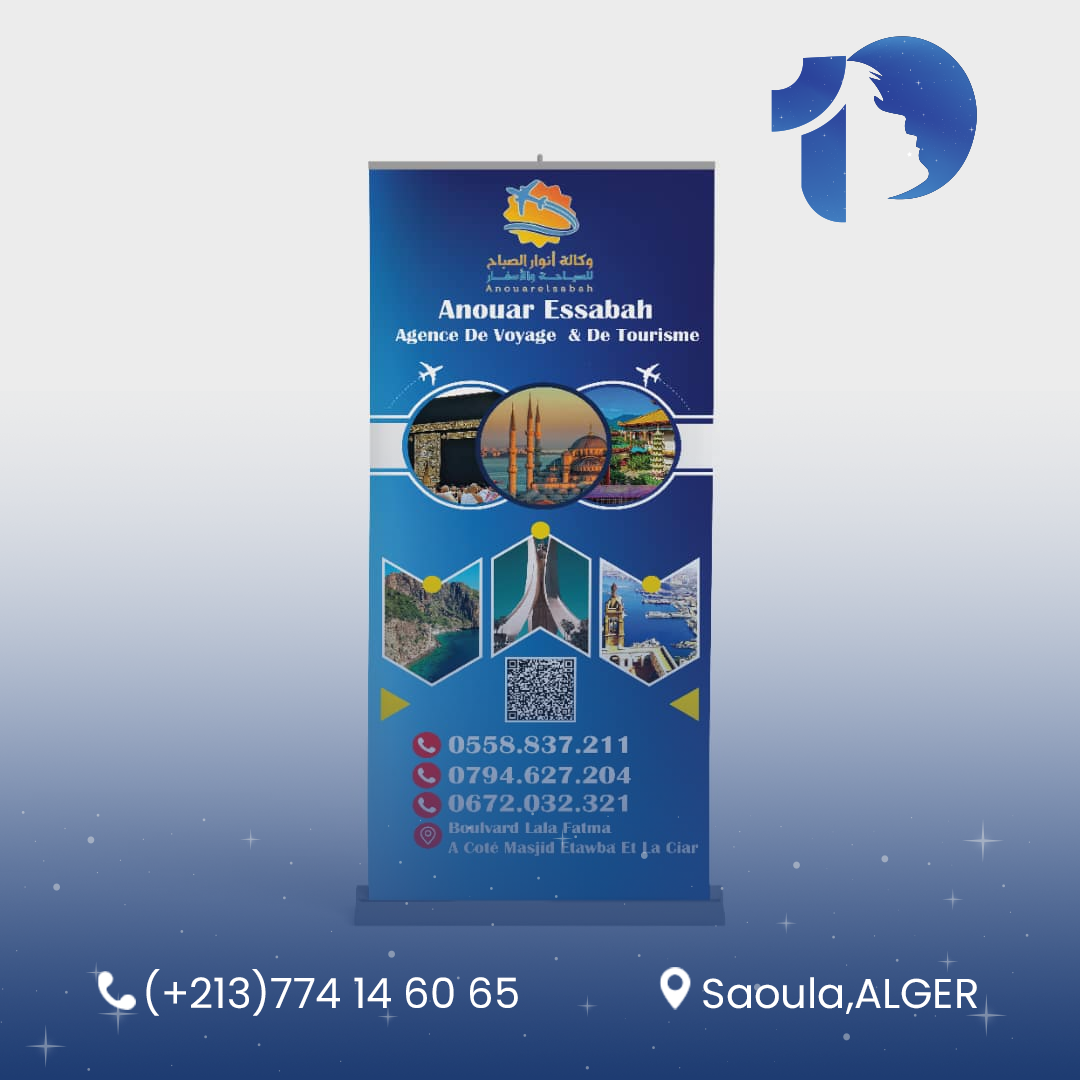 وكالة أنوار الصباح
للسياحة والأسفار
Anouarelsabah
Anouar Essabah
Agence De Voyage & De Tourisme
0558.837.211
0794.627.204
0672.032.321
Boulvard Lala Fatma
A Coté Masjid Etawba Et La Ciar
(+213)774 14 60 65
Saoula,ALGER